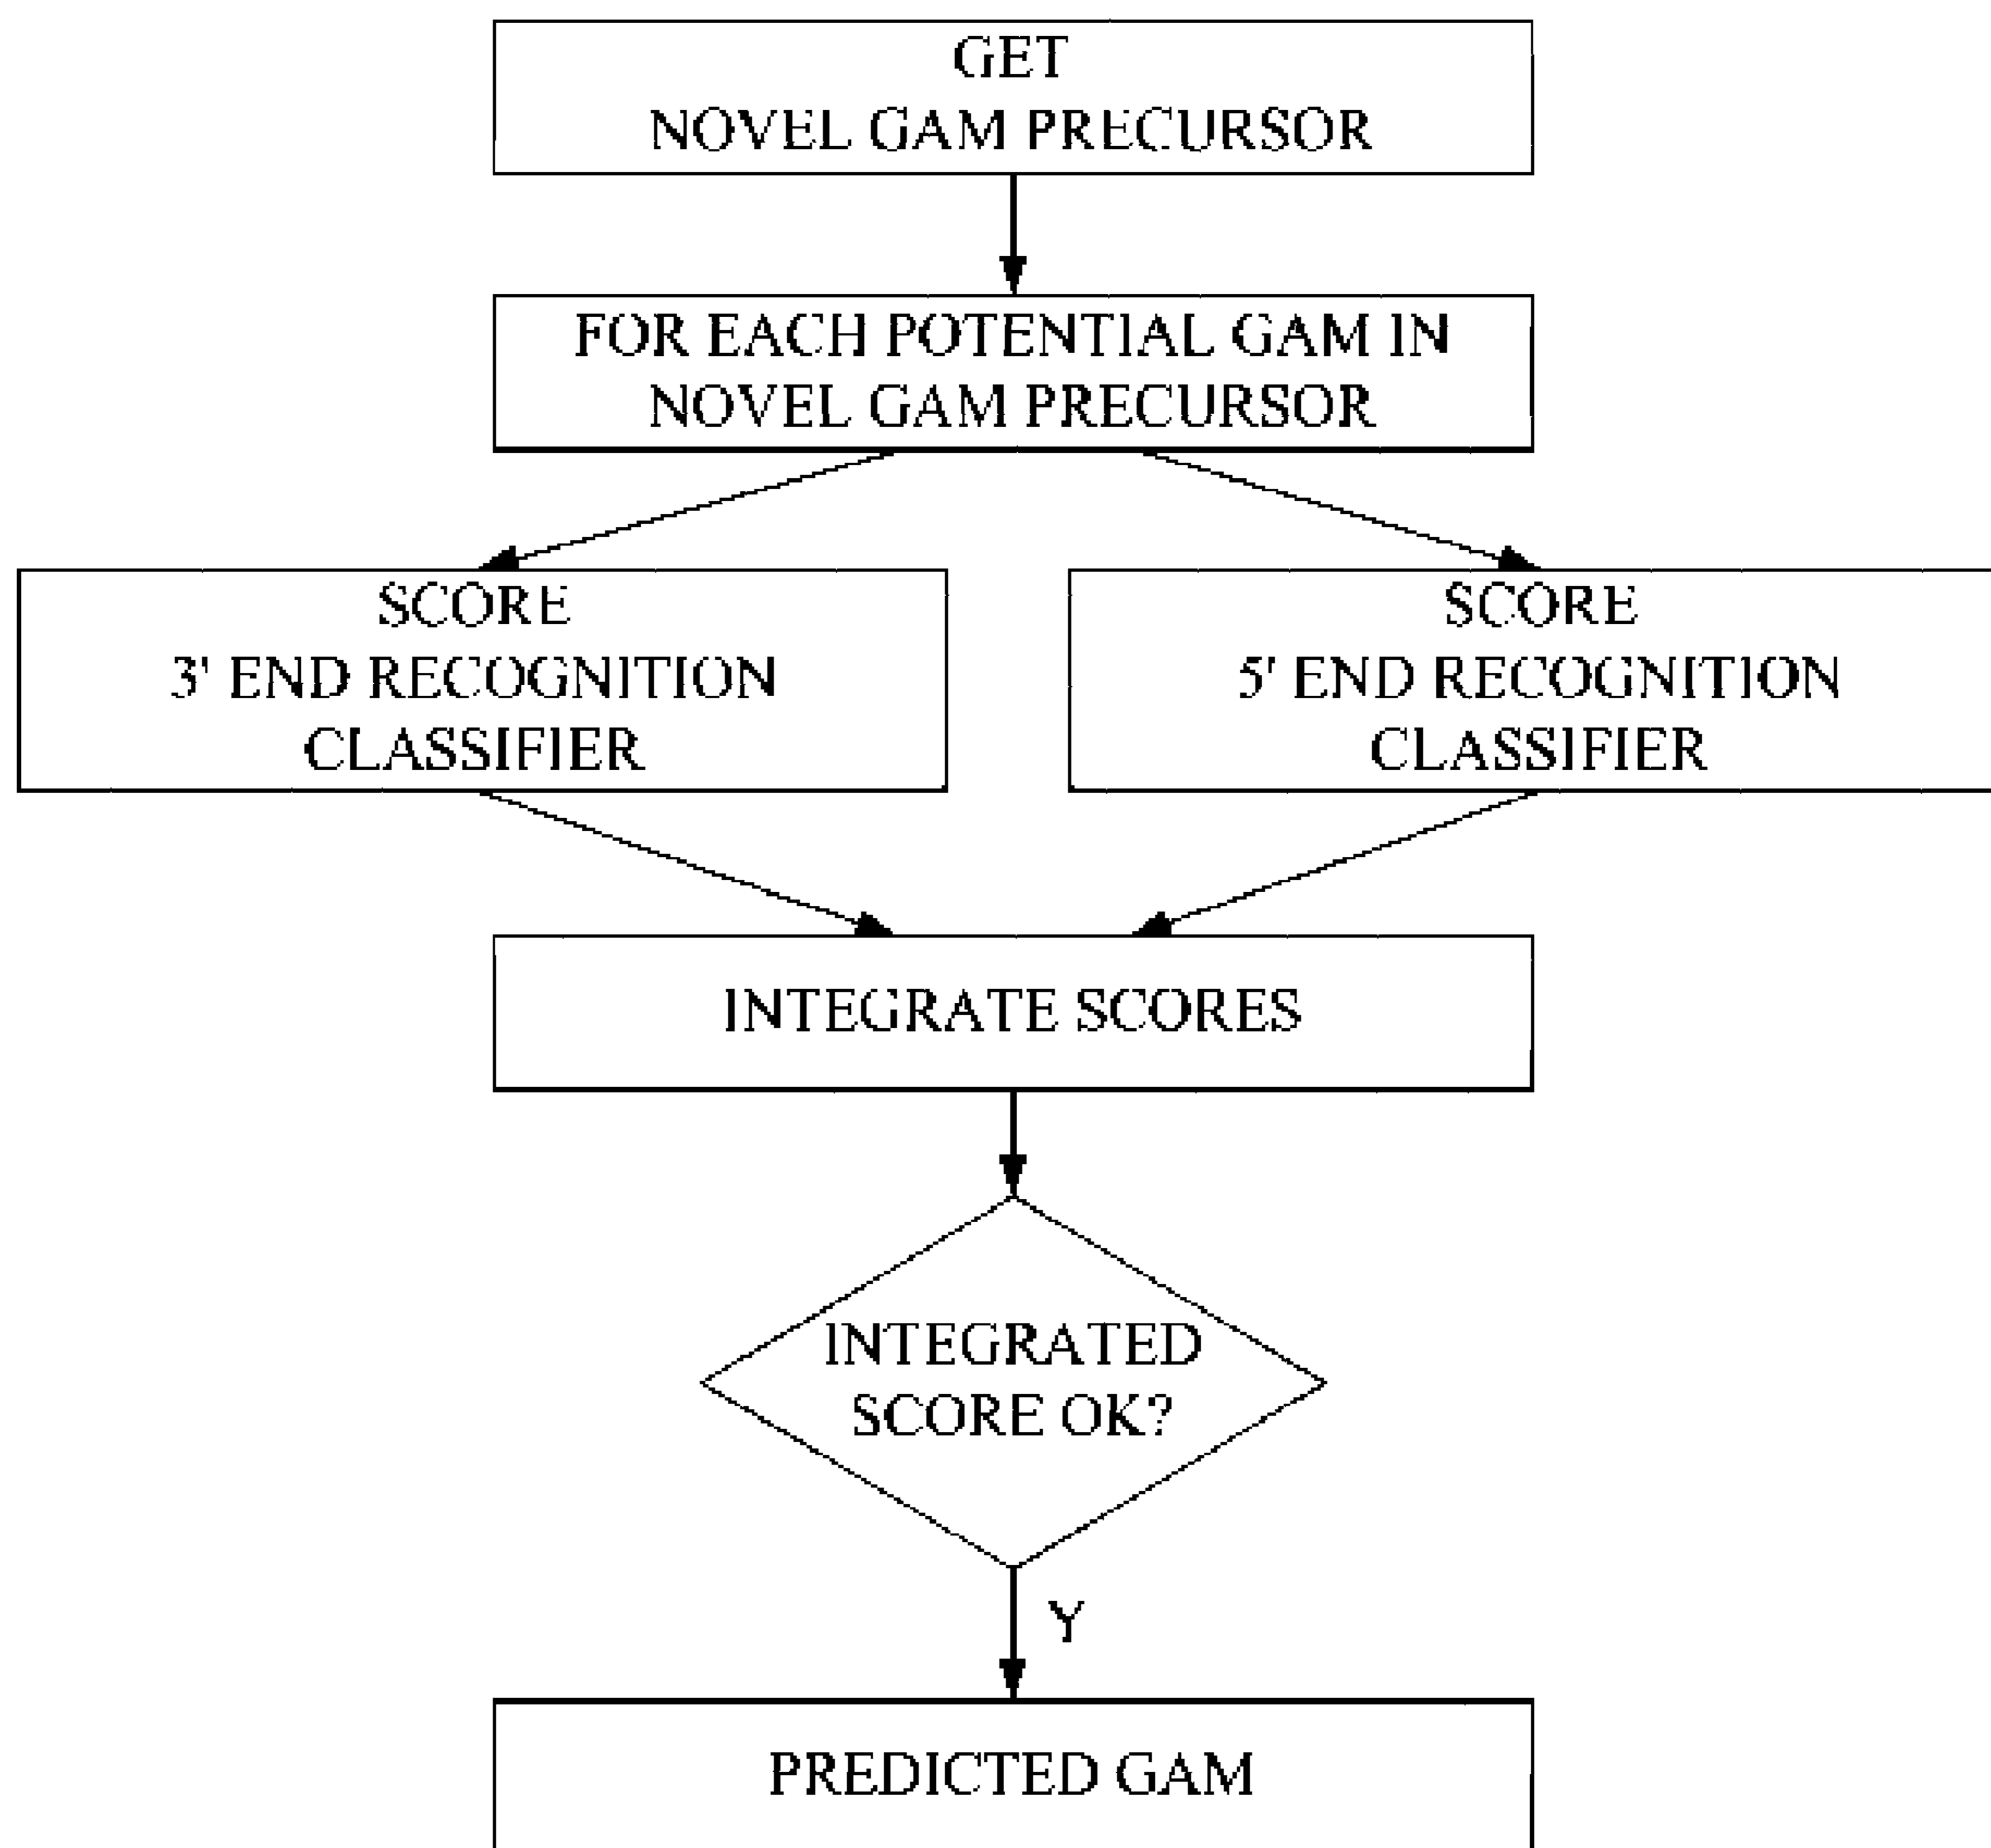 GET
NOVEL GAM PRECURSOR
FOR EACH POTENTIAL GAM IN
NOVEL GAM PRECURSOR
SCORE
3' END RECOGNITION
CLASSIFIER
SCORE
5' END RECOGNITION
CLASSIFIER
INTEGRATE SCORES
INTEGRATED
SCORE OK?
Y
PREDICTED GAM